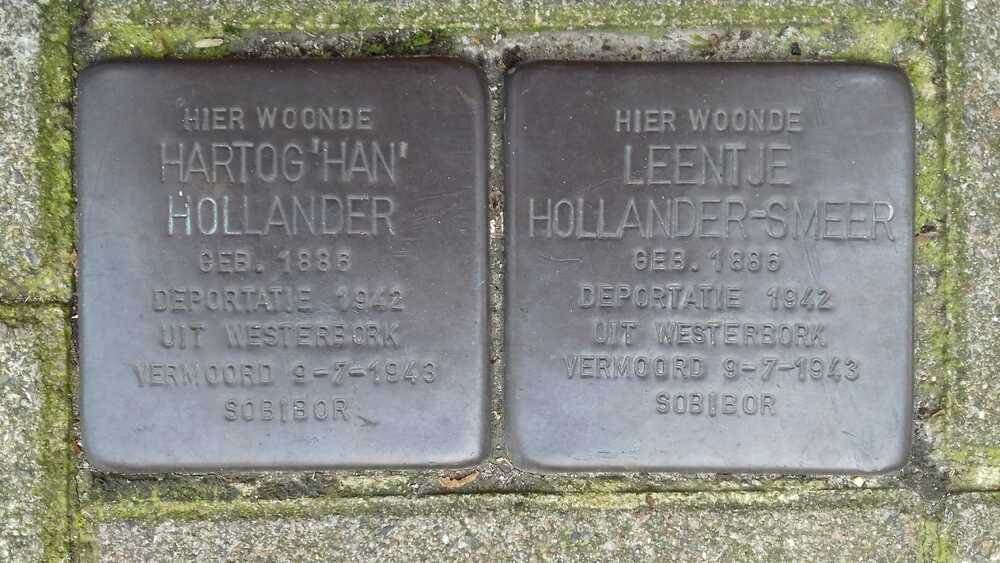 HIER WOONDE
HARTOG 'HAN'
HOLLANDER
GEB. 1886
DEPORTATIE 1942
UIT WESTERBORK
VERMOORD 9-7-1943
SOBIBOR
HIER WOONDE
LEENTJE
HOLLANDER-SMEER
GEB. 1886
DEPORTATIE 1942
UIT WESTERBORK
VERMOORD 9-7-1943
SOBIBOR